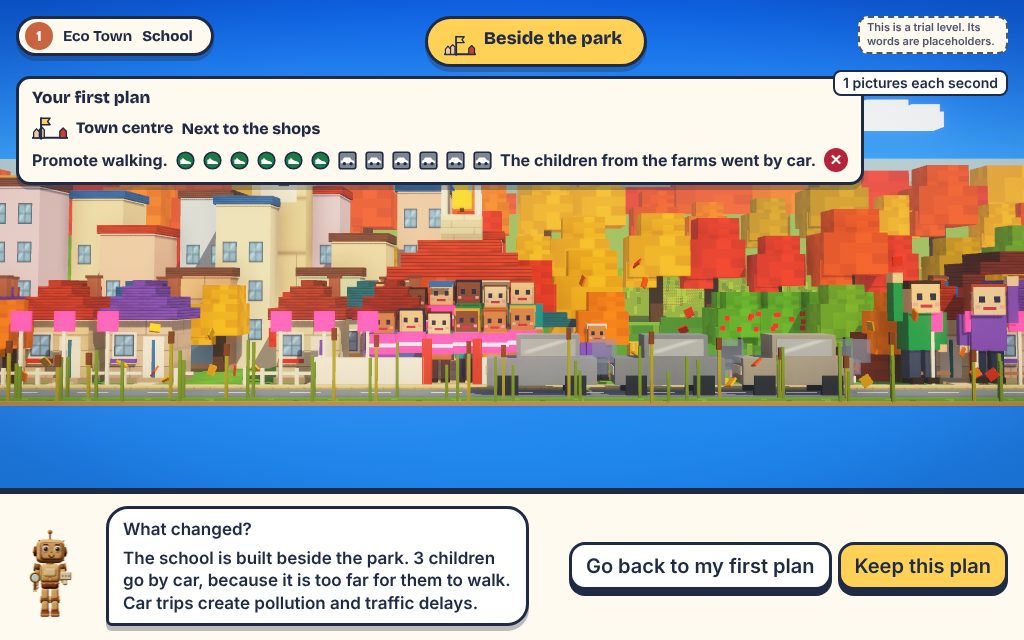 1 Eco Town School
Beside the park
This is a trial level. Its
words are placeholders.
1 pictures each second
Your first plan
Town centre Next to the shops
Promote walking. The children from the farms went by car.
What changed?
The school is built beside the park. 3 children
go by car, because it is too far for them to walk.
Car trips create pollution and traffic delays.
Go back to my first plan
Keep this plan